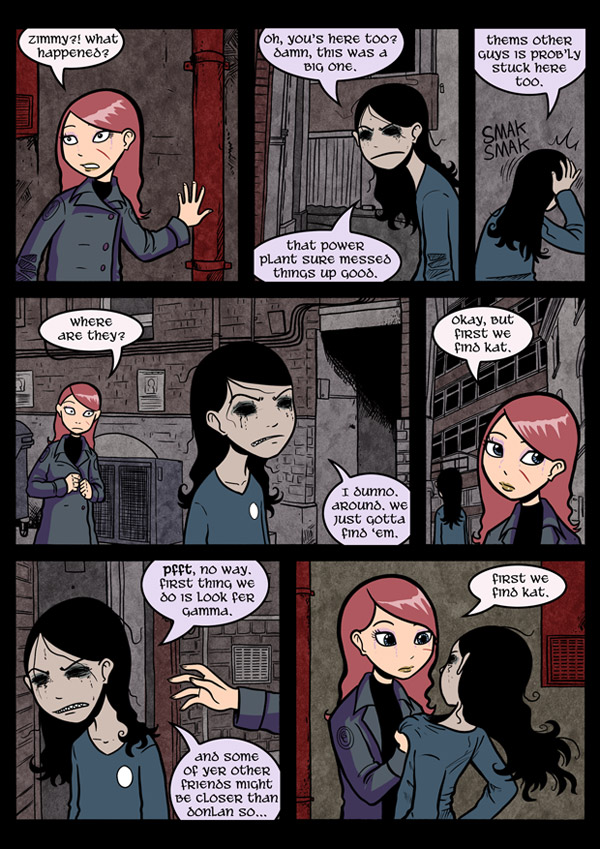 Zimmy?! What
happened?
Oh, you's here too?
Damn, this was a
big one.
That power
plant sure messed
things up good.
Thems other
guys is prob'ly
stuck here
too.
SMAK
SMAK
Where
are they?
I dunno.
Around. We
just gotta
find 'em.
Okay, but
first we
find Kat.
Pfft, no way.
First thing we
do is look fer
Gamma.
And some
of yer other
friends might
be closer than
Donlan so...
First we
find Kat.